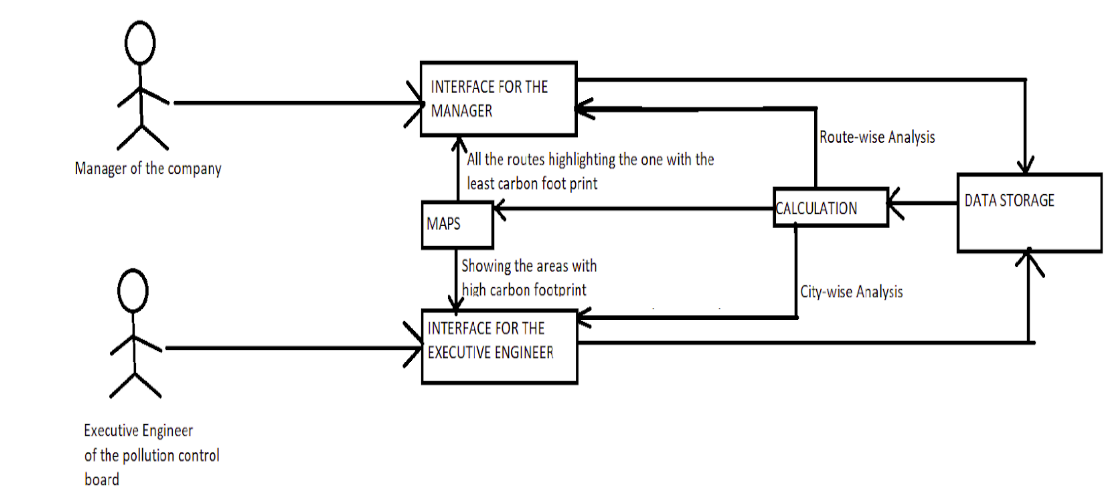 INTERFACE FOR THE
MANAGER
Manager of the company
All the routes highlighting the one with the
least carbon foot print
Route-wise Analysis
MAPS
CALCULATION
DATA STORAGE
Showing the areas with
high carbon footprint
City-wise Analysis
INTERFACE FOR THE
EXECUTIVE ENGINEER
Executive Engineer
of the pollution control
board